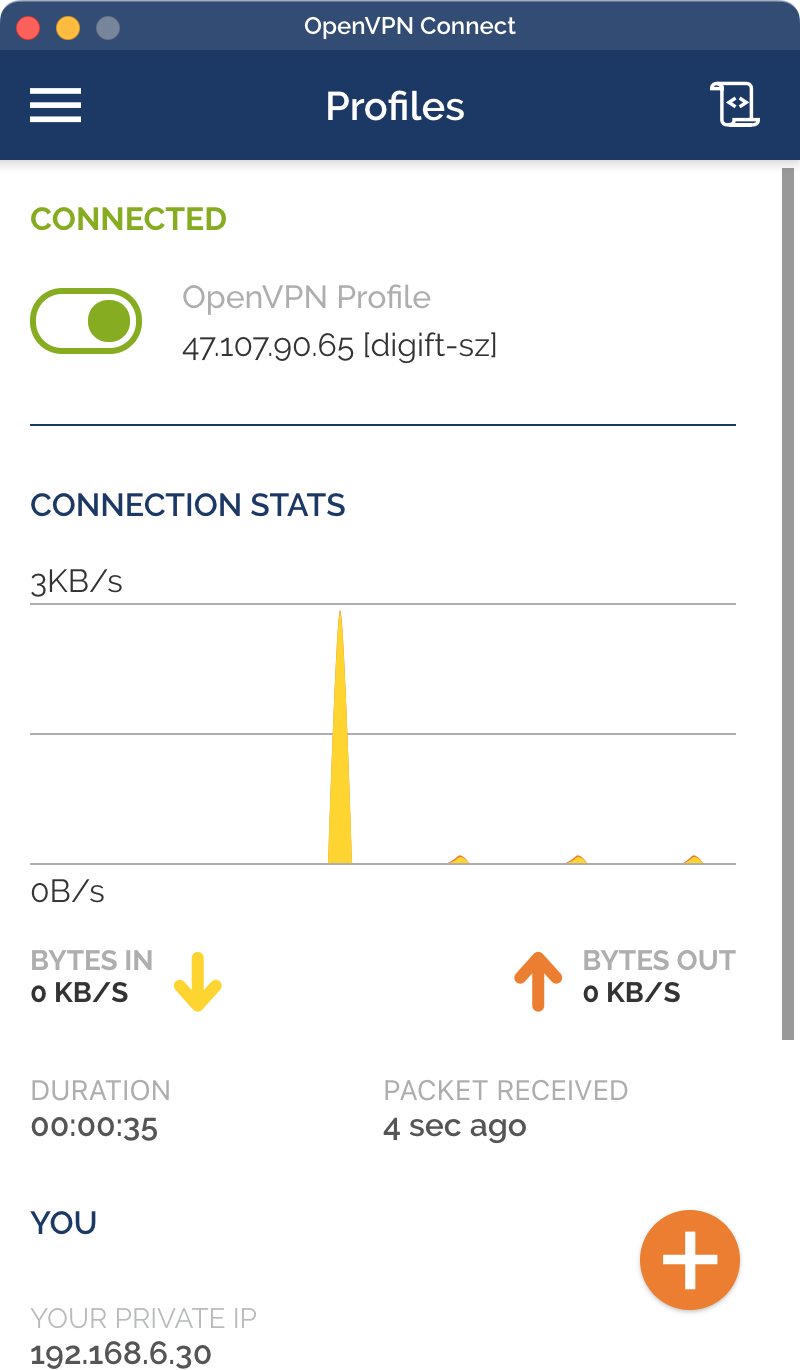 OpenVPN Connect
Profiles
CONNECTED
OpenVPN Profile
47.107.90.65 [digift-sz]
CONNECTION STATS
3KB/s
0B/s
BYTES IN
0 KB/S
BYTES OUT
0 KB/S
DURATION
00:00:35
PACKET RECEIVED
4 sec ago
YOU
YOUR PRIVATE IP
192.168.6.30